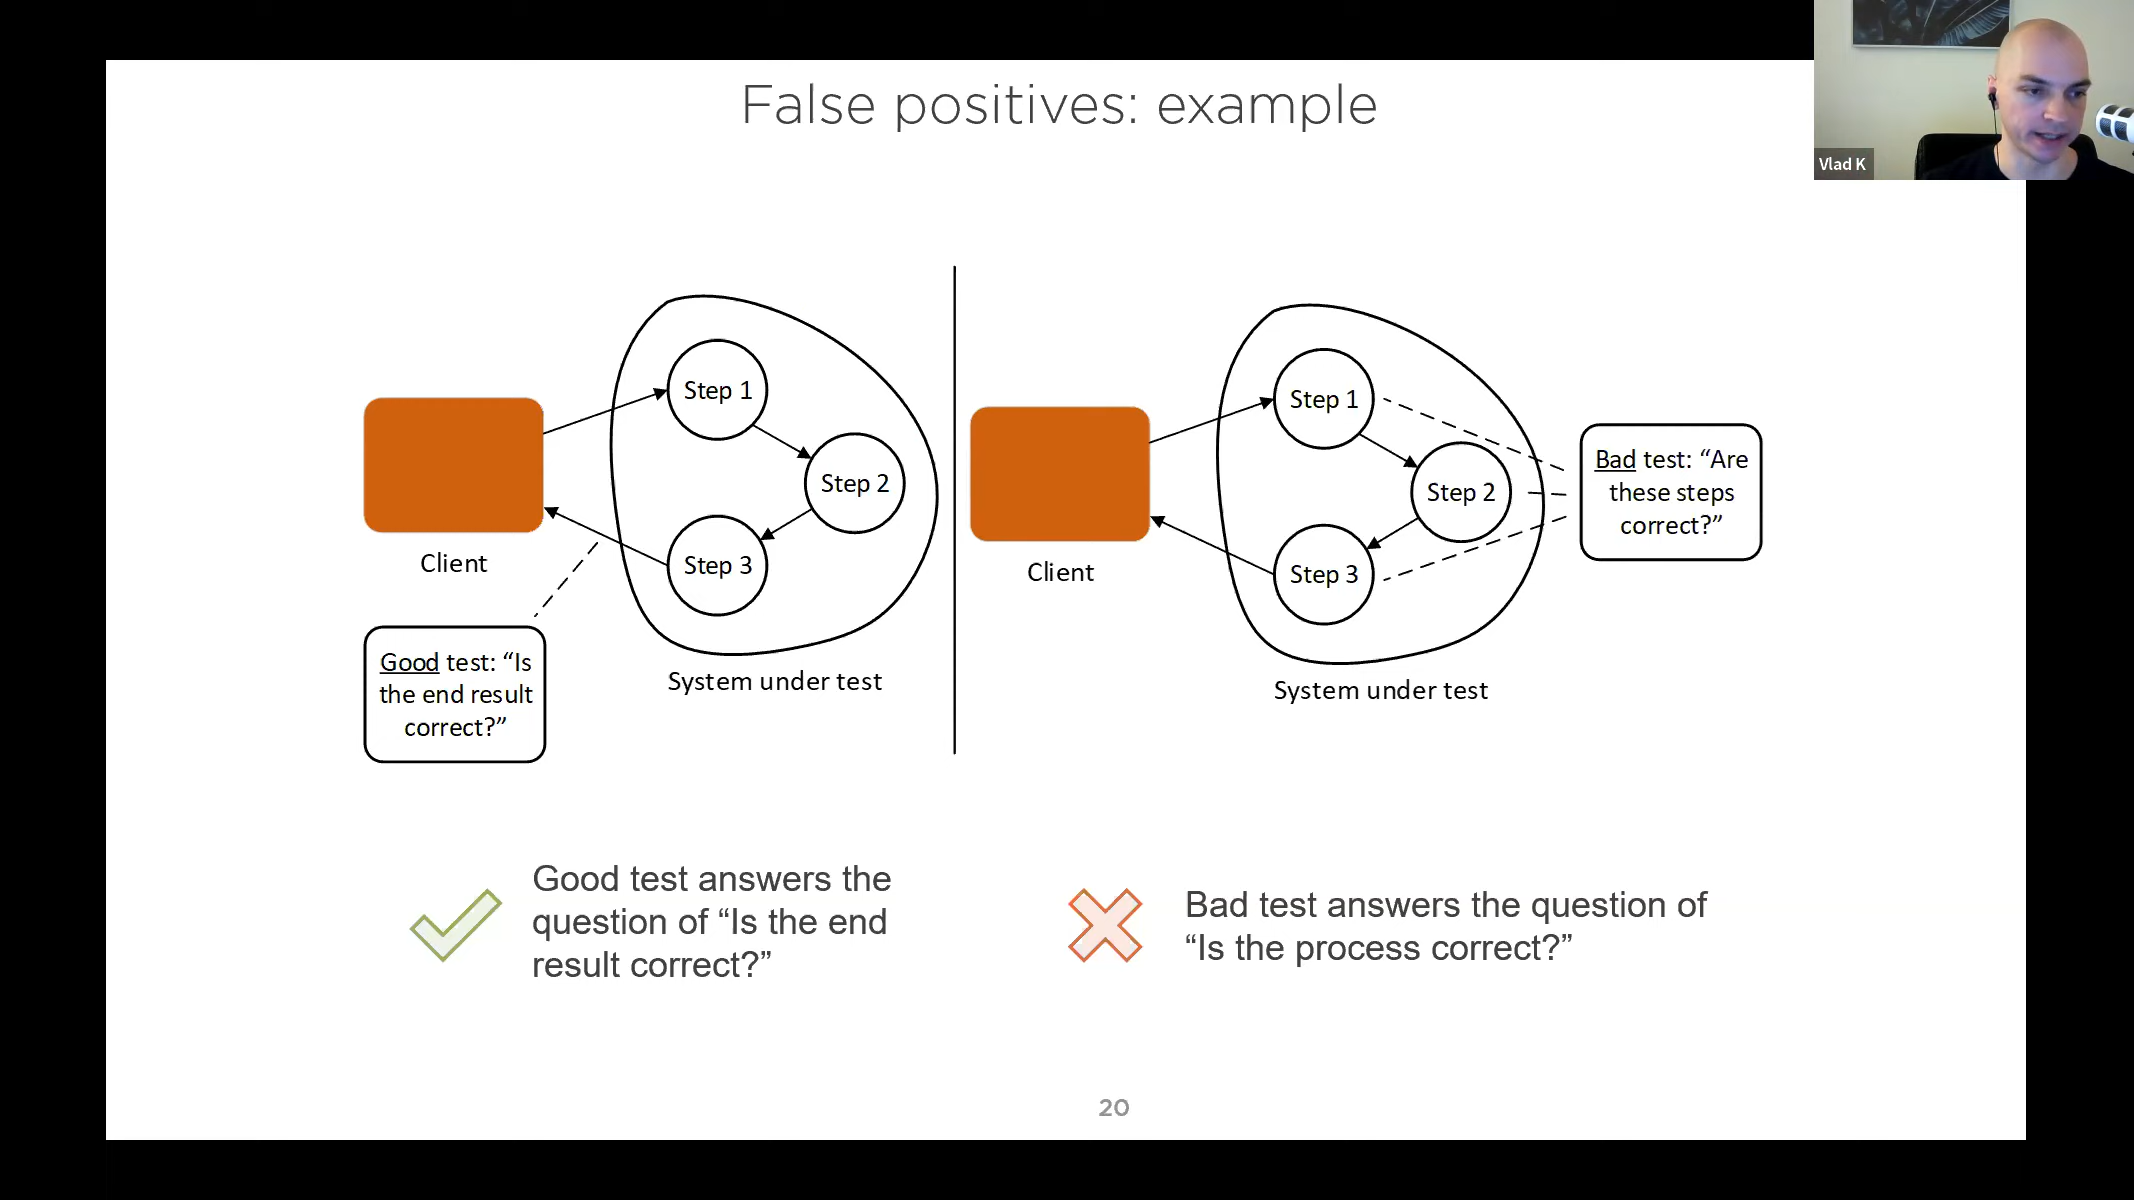 False positives: example
Vlad K
Step 1
Step 2
Step 3
Client
System under test
Good test: “Is
the end result
correct?”
Step 1
Step 2
Step 3
Client
System under test
Bad test: “Are
these steps
correct?”
Good test answers the
question of “Is the end
result correct?”
Bad test answers the question of
“Is the process correct?”
20